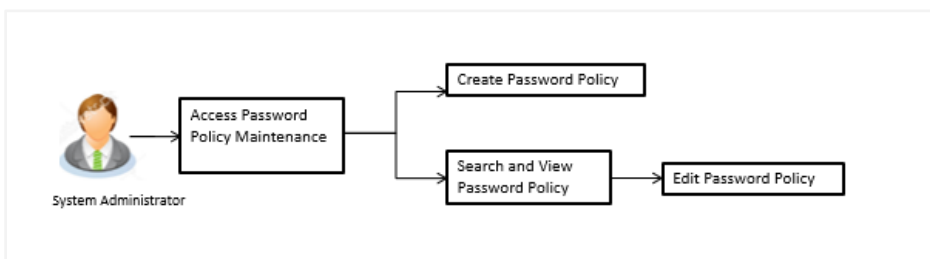 System Administrator
Access Password
Policy Maintenance
Create Password Policy
Search and View
Password Policy
Edit Password Policy